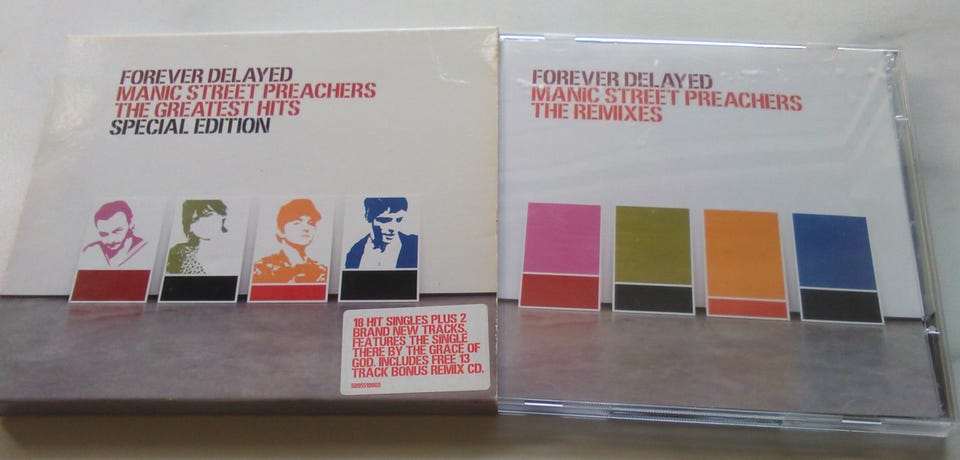 FOREVER DELAYED
MANIC STREET PREACHERS
THE GREATEST HITS
SPECIAL EDITION
18 HIT SINGLES PLUS 2
BRAND NEW TRACKS.
FEATURES THE SINGLE
THERE BY THE GRACE OF
GOD. INCLUDES FREE 13
TRACK BONUS REMIX CD.
5095510003
FOREVER DELAYED
MANIC STREET PREACHERS
THE REMIXES